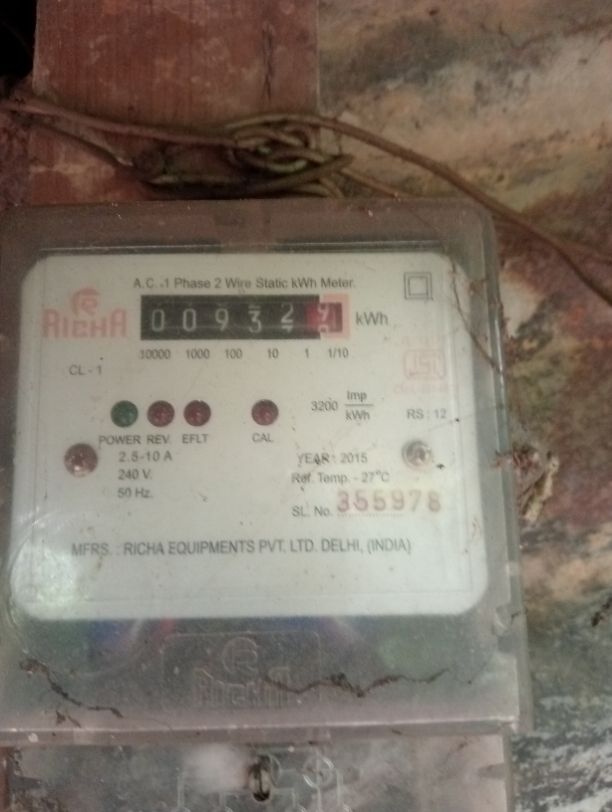 A.C. 1 Phase 2 Wire Static kWh Meter.
RICHA
0 0 9 3 2 9 kWh
10000 1000 100 10 1 1/10
CL - 1
3200 Imp
kWh
RS : 12
POWER REV. EFLT CAL
2.5-10 A
240 V.
50 Hz.
YEAR : 2015
Ref. Temp. - 27°C
SL. No. 355978
MFRS. : RICHA EQUIPMENTS PVT. LTD. DELHI, (INDIA)
RICHA